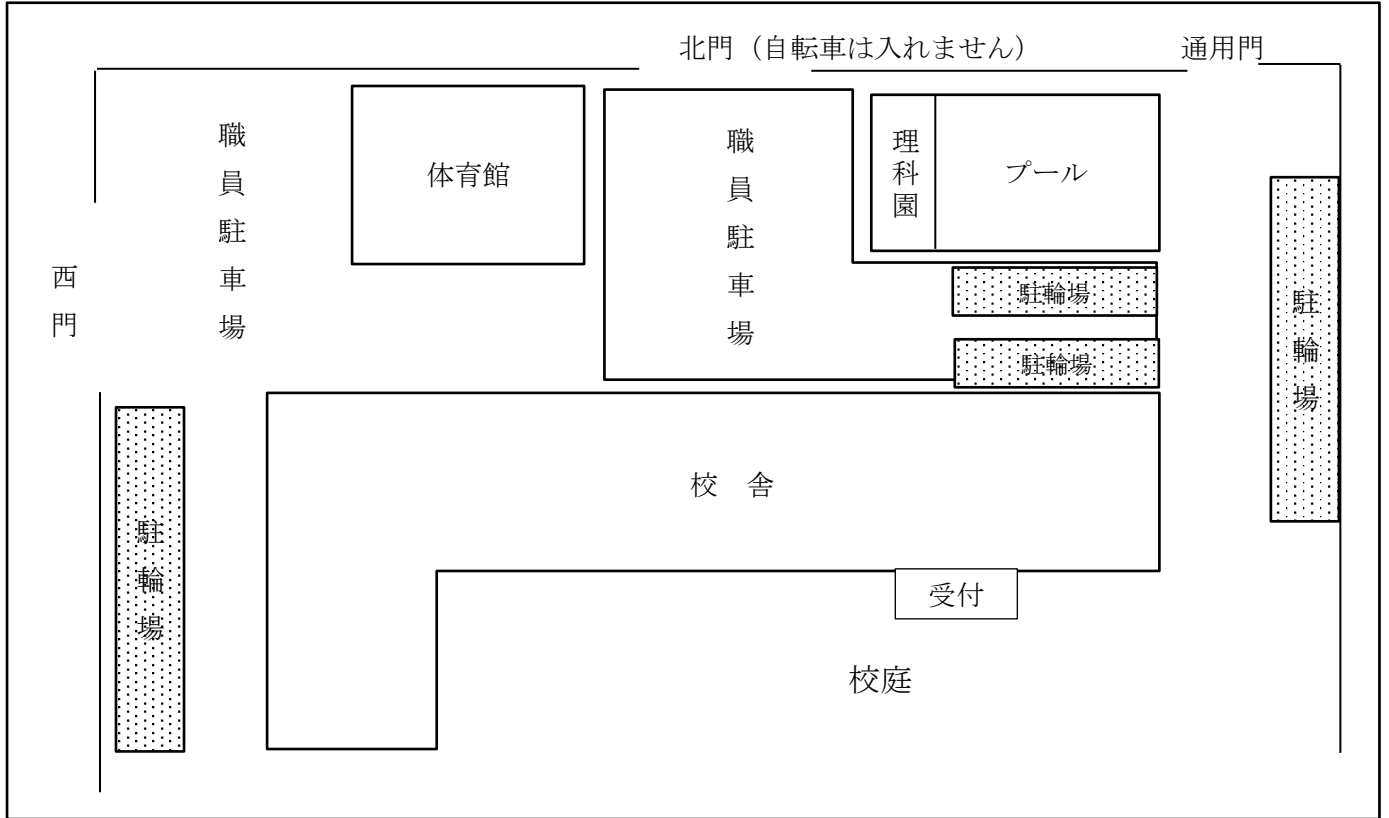 北門（自転車は入れません）
通用門
職員駐車場
体育館
職員駐車場
理科園
プール
西門
駐輪場
駐輪場
駐輪場
駐輪場
校　舎
受付
校庭